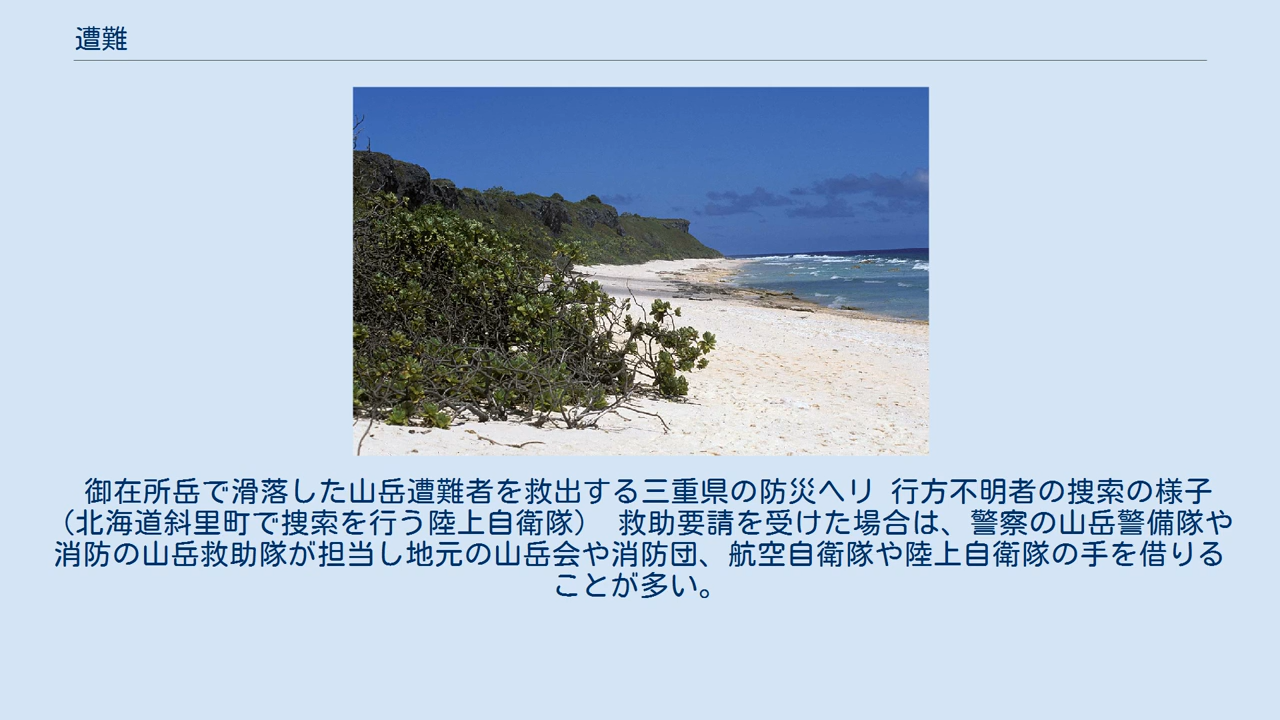 遭難
御在所岳で滑落した山岳遭難者を救出する三重県の防災ヘリ 行方不明者の捜索の様子
（北海道斜里町で捜索を行う陸上自衛隊） 救助要請を受けた場合は、警察の山岳警備隊や
消防の山岳救助隊が担当し地元の山岳会や消防団、航空自衛隊や陸上自衛隊の手を借りる
ことが多い。